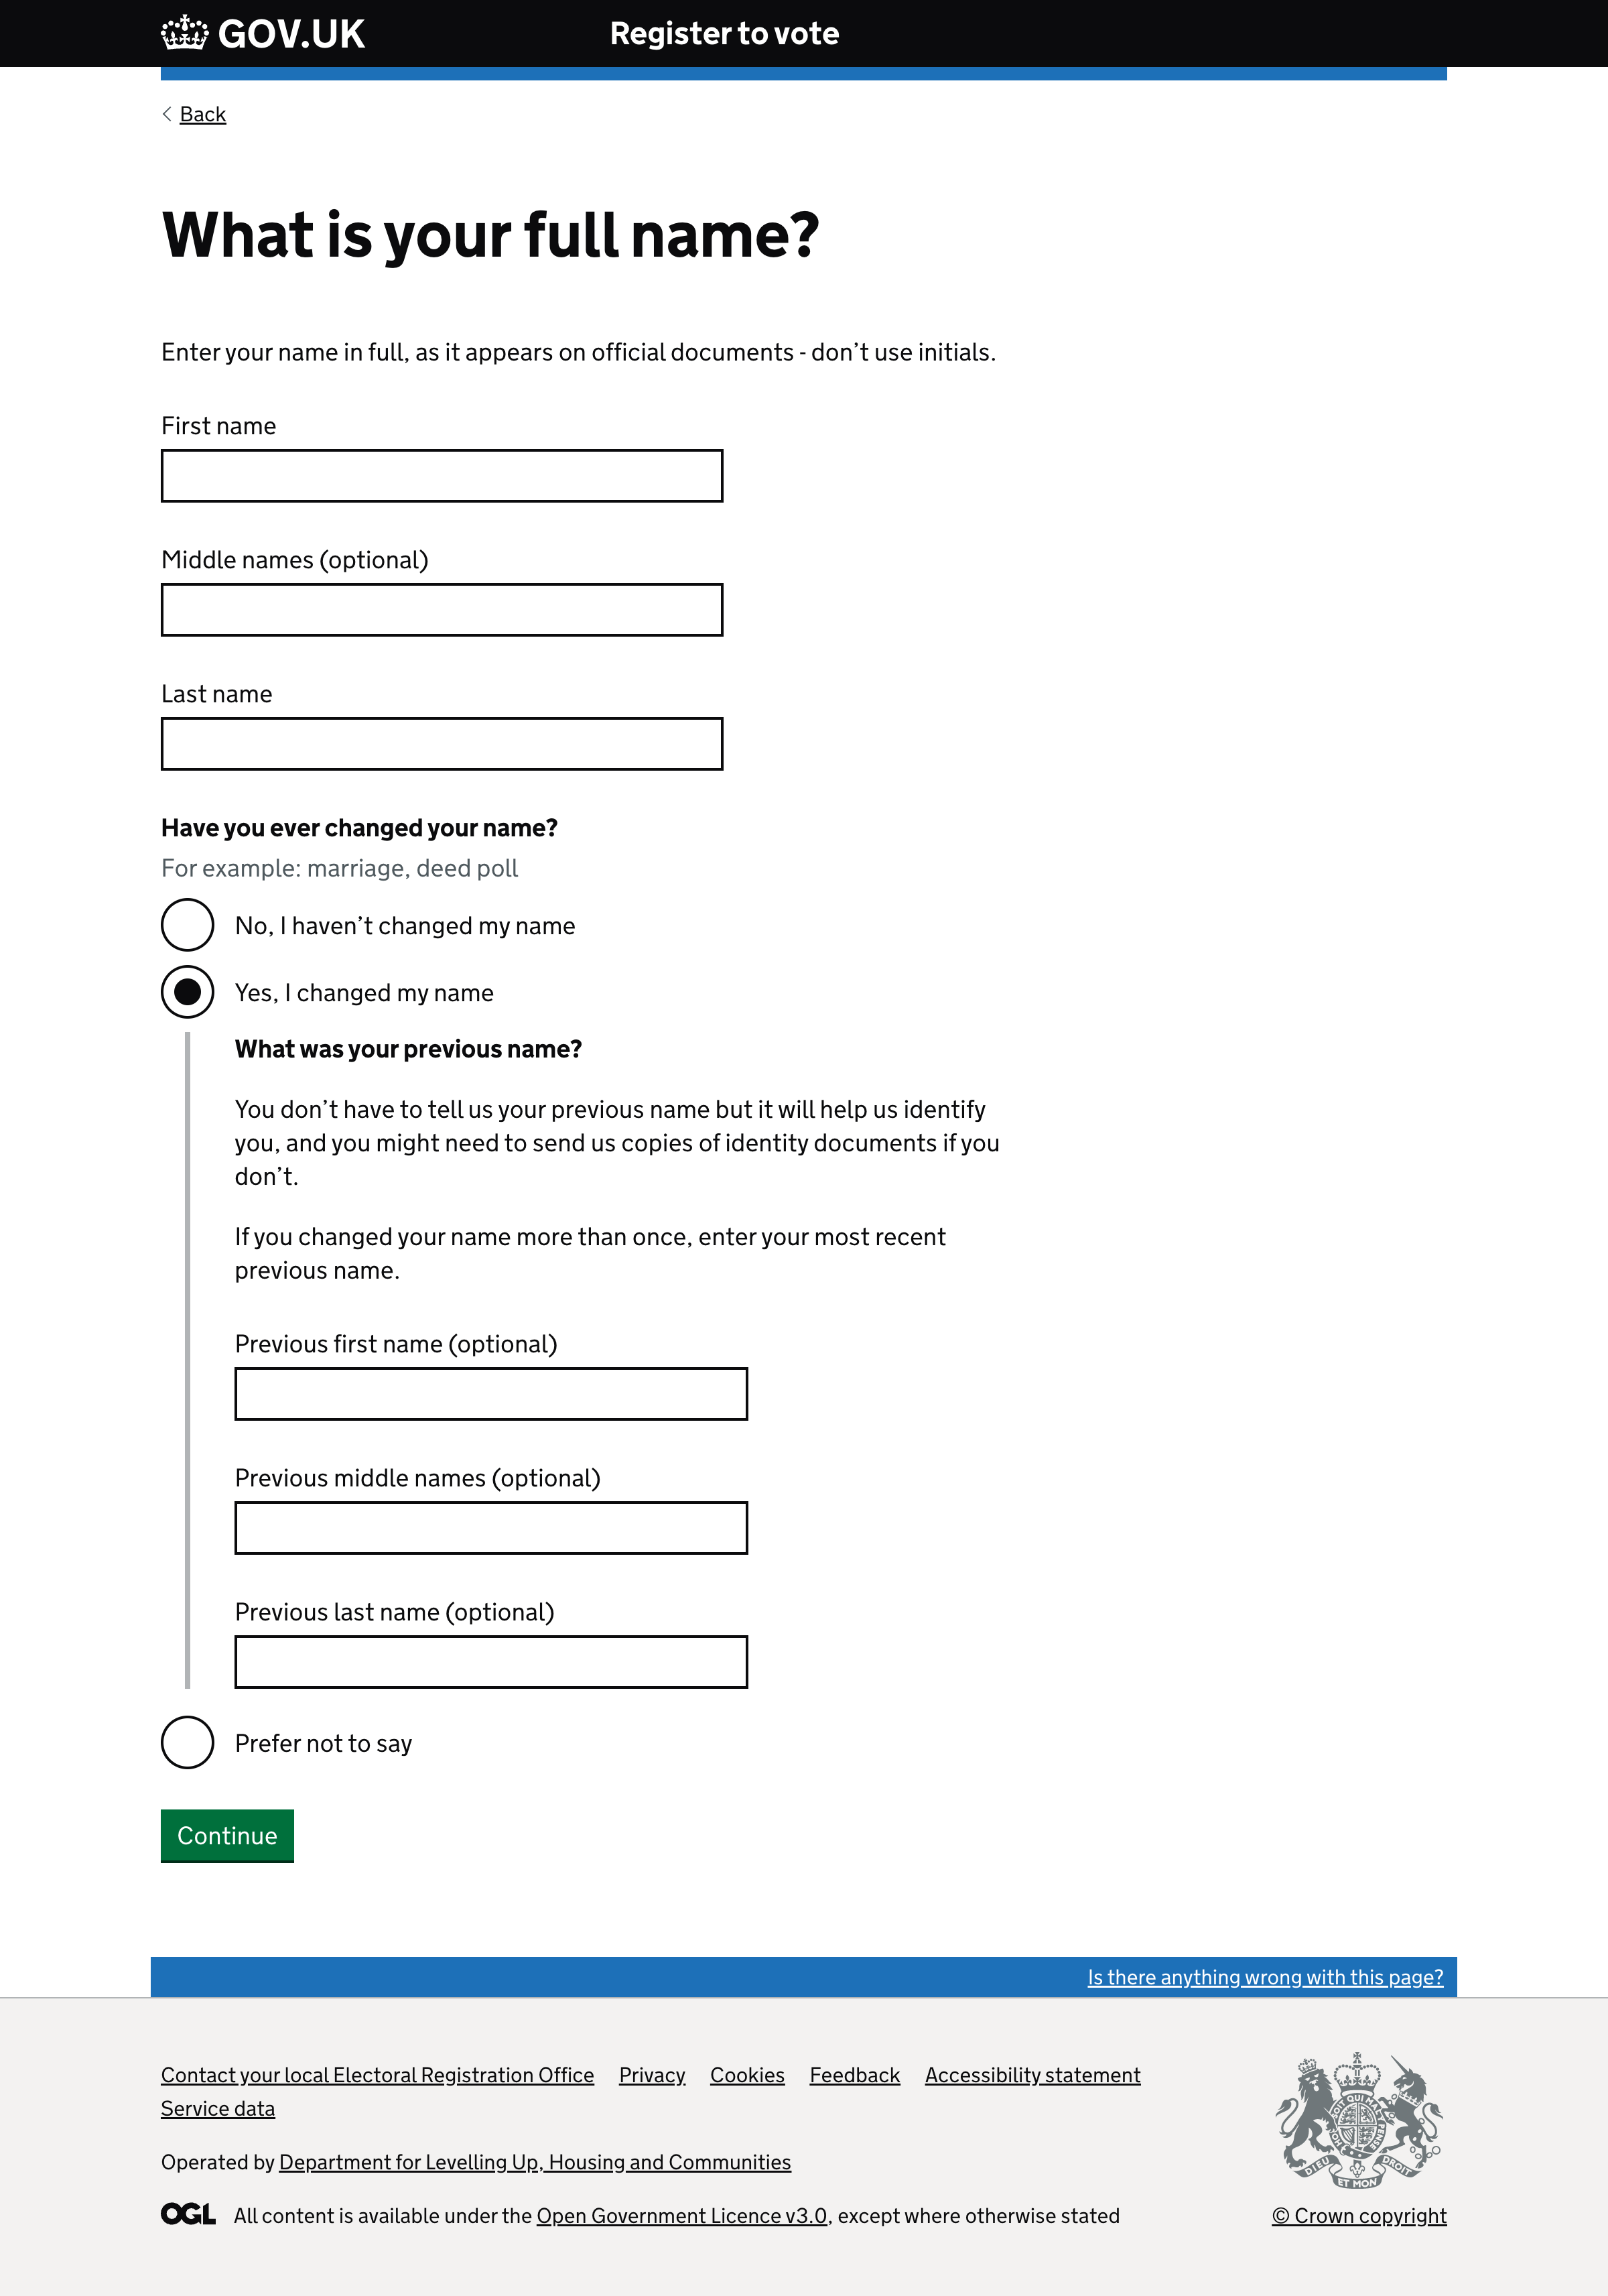 GOV.UK Register to vote
Back
What is your full name?
Enter your name in full, as it appears on official documents - don’t use initials.
First name
Middle names (optional)
Last name
Have you ever changed your name?
For example: marriage, deed poll
No, I haven’t changed my name
Yes, I changed my name
What was your previous name?
You don’t have to tell us your previous name but it will help us identify
you, and you might need to send us copies of identity documents if you
don’t.
If you changed your name more than once, enter your most recent
previous name.
Previous first name (optional)
Previous middle names (optional)
Previous last name (optional)
Prefer not to say
Continue
Is there anything wrong with this page?
Contact your local Electoral Registration Office Privacy Cookies Feedback Accessibility statement
Service data
Operated by Department for Levelling Up, Housing and Communities
OGL All content is available under the Open Government Licence v3.0, except where otherwise stated
DIEU ET MON DROIT
© Crown copyright